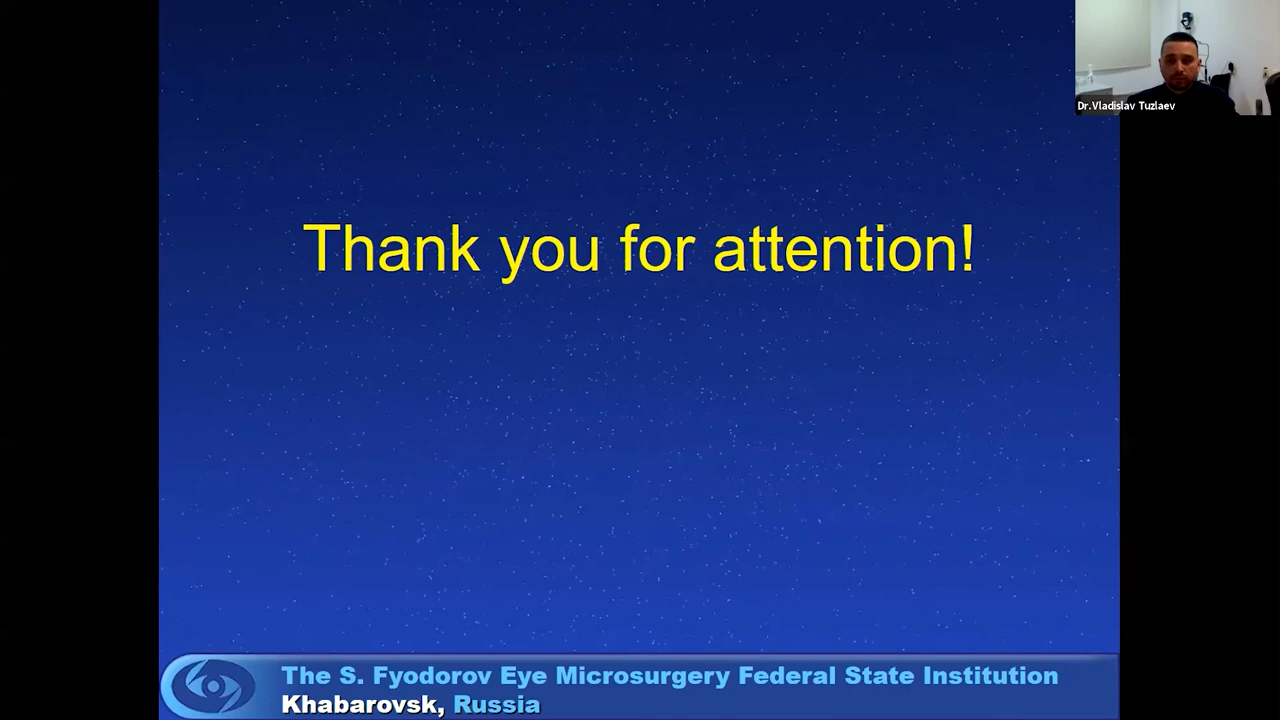 Dr.Vladislav Tuzlaev
Thank you for attention!
The S. Fyodorov Eye Microsurgery Federal State Institution
Khabarovsk, Russia